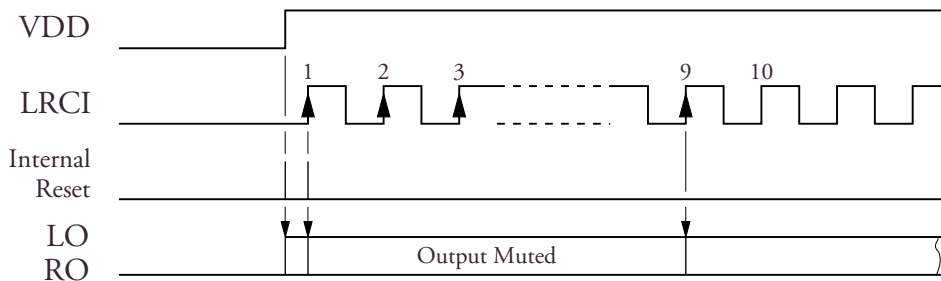 VDD
1 2 3 9 10
LRCI
Internal
Reset
LO
Output Muted
RO